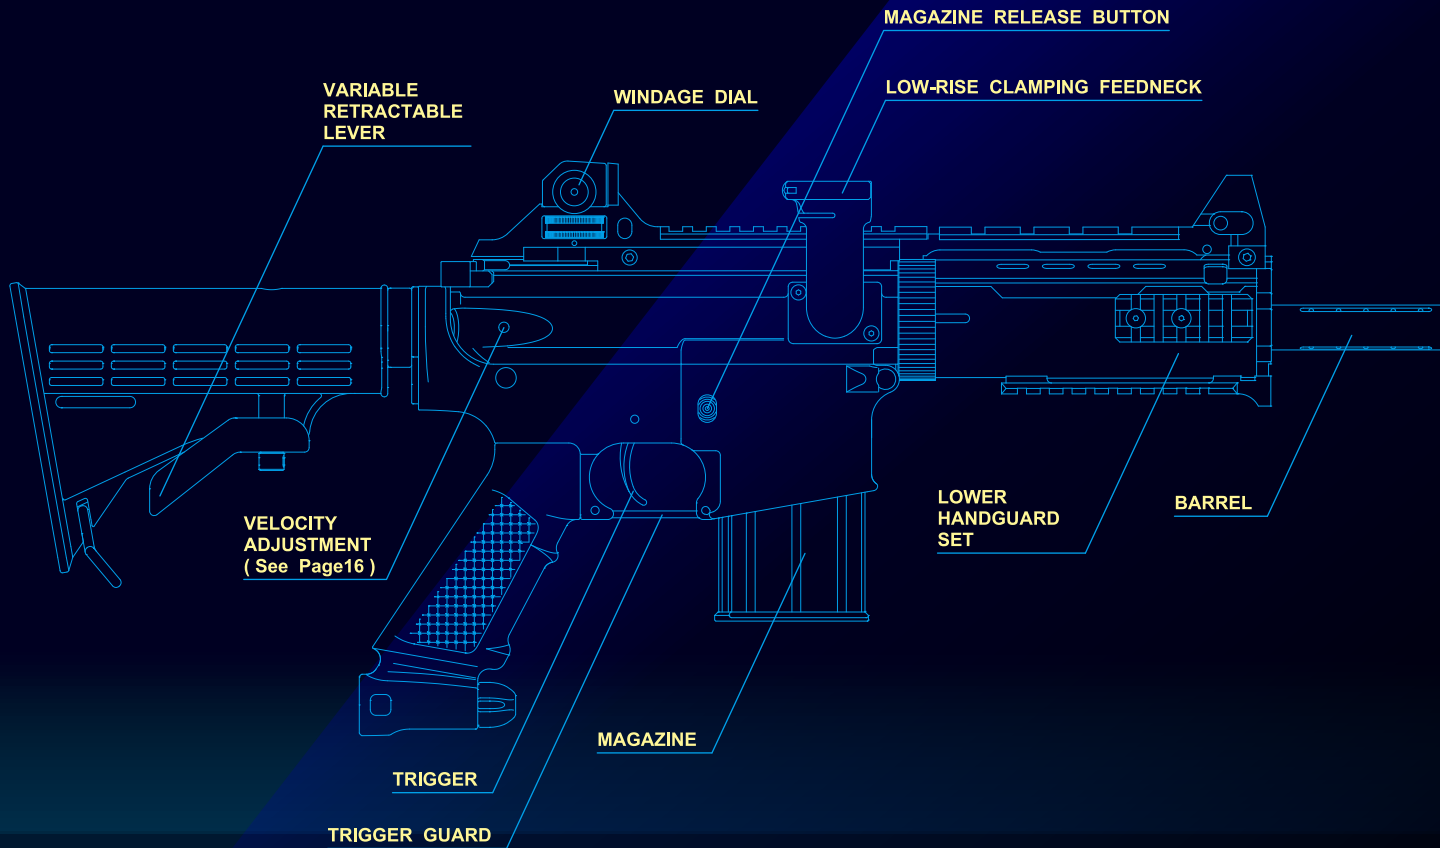 MAGAZINE RELEASE BUTTON
LOW-RISE CLAMPING FEEDNECK
WINDAGE DIAL
VARIABLE
RETRACTABLE
LEVER
VELOCITY
ADJUSTMENT
( See Page16 )
LOWER
HANDGUARD
SET
BARREL
MAGAZINE
TRIGGER
TRIGGER GUARD